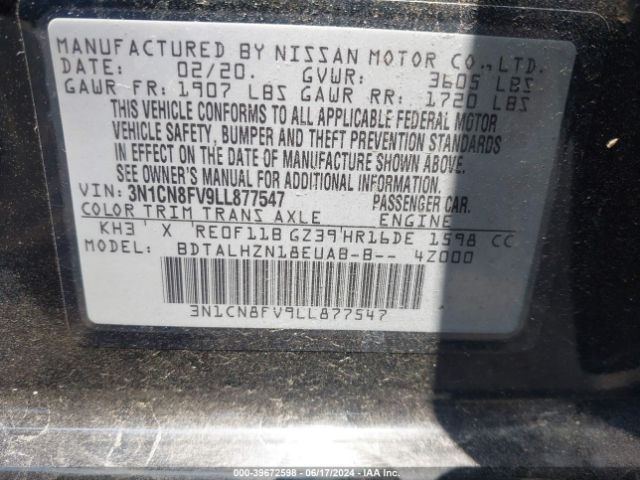 MANUFACTURED BY NISSAN MOTOR CO., LTD.
DATE: 02/20. GVWR: 3605 LBS
GAWR FR: 1907 LBS GAWR RR: 1720 LBS
THIS VEHICLE CONFORMS TO ALL APPLICABLE FEDERAL MOTOR
VEHICLE SAFETY, BUMPER AND THEFT PREVENTION STANDARDS
IN EFFECT ON THE DATE OF MANUFACTURE SHOWN ABOVE.
SEE OWNER'S MANUAL FOR ADDITIONAL INFORMATION
VIN: 3N1CN8FV9LL877547 PASSENGER CAR.
COLOR TRIM TRANS AXLE ENGINE
KH3 X RE0F11B GZ39 HR16DE 1598 CC
MODEL: BDTALHZN18EUAB-B-- 4Z000
3N1CN8FV9LL877547
000-39672598 - 06/17/2024 - IAA Inc.